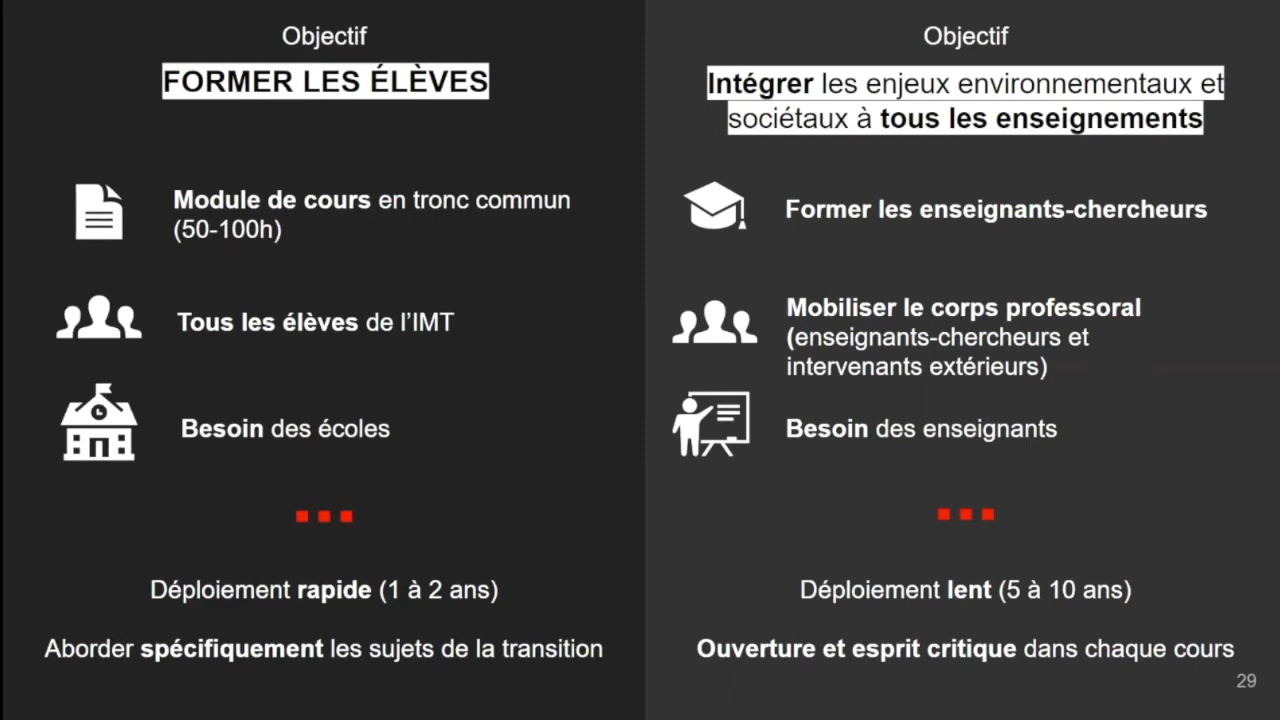 Objectif
FORMER LES ÉLÈVES
Module de cours en tronc commun
(50-100h)
Tous les élèves de l'IMT
Besoin des écoles
Déploiement rapide (1 à 2 ans)
Aborder spécifiquement les sujets de la transition
Objectif
Intégrer les enjeux environnementaux et
sociétaux à tous les enseignements
Former les enseignants-chercheurs
Mobiliser le corps professoral
(enseignants-chercheurs et
intervenants extérieurs)
Besoin des enseignants
Déploiement lent (5 à 10 ans)
Ouverture et esprit critique dans chaque cours
29